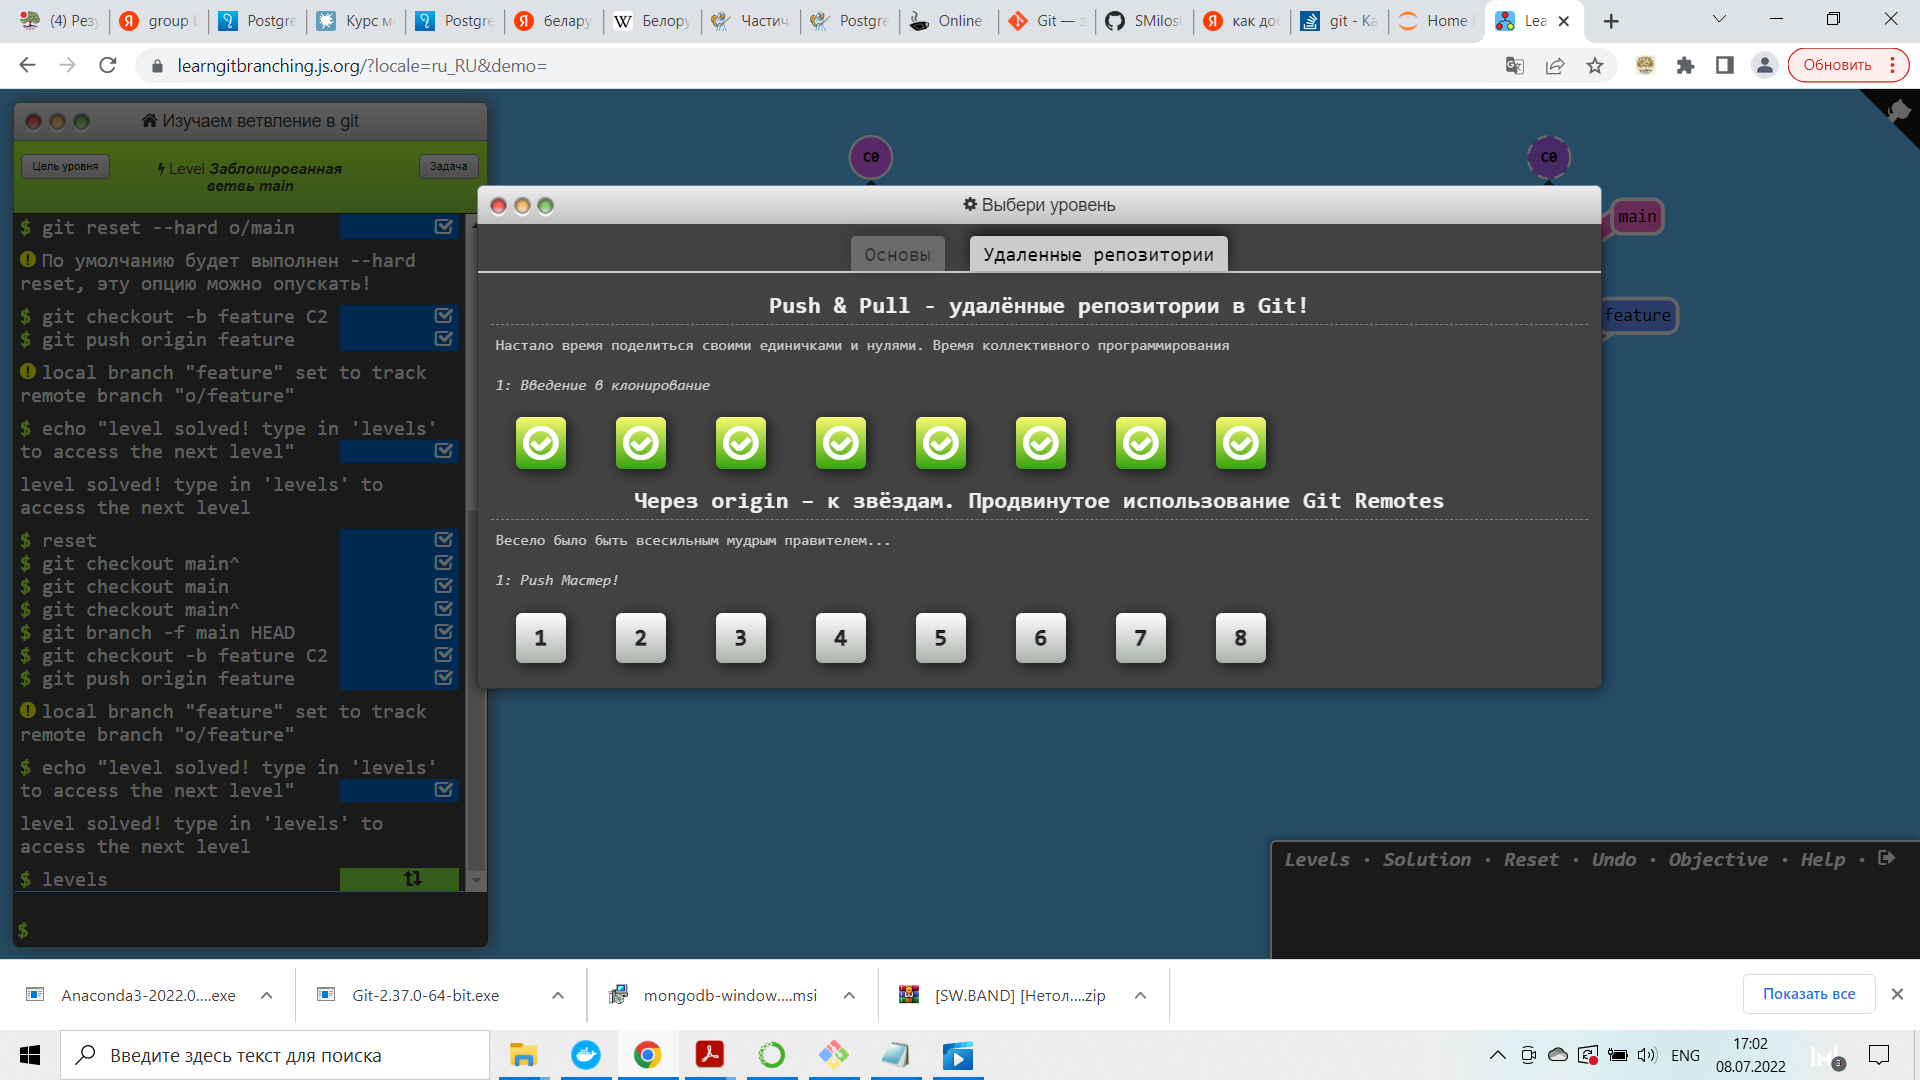 (4) Резу
group b
Postgre
Курс мо
Postgre
белару
Белору
Частич
Postgre
Online
Git — з
SMilos
как доб
git - Ка
Home
Lea
learngitbranching.js.org/?locale=ru_RU&demo=
Обновить
Изучаем ветвление в git
Цель уровня
Level Заблокированная
ветвь main
Задача
$ git reset --hard o/main
По умолчанию будет выполнен --hard
reset, эту опцию можно опускать!
$ git checkout -b feature C2
$ git push origin feature
local branch "feature" set to track
remote branch "o/feature"
$ echo "level solved! type in 'levels'
to access the next level"
level solved! type in 'levels' to
access the next level
$ reset
$ git checkout main^
$ git checkout main
$ git checkout main^
$ git branch -f main HEAD
$ git checkout -b feature C2
$ git push origin feature
local branch "feature" set to track
remote branch "o/feature"
$ echo "level solved! type in 'levels'
to access the next level"
level solved! type in 'levels' to
access the next level
$ levels
$
C0
C0
main
feature
Выбери уровень
Основы
Удаленные репозитории
Push & Pull - удалённые репозитории в Git!
Настало время поделиться своими единичками и нулями. Время коллективного программирования
1: Введение в клонирование
Через origin – к звёздам. Продвинутое использование Git Remotes
Весело было быть всесильным мудрым правителем...
1: Push Мастер!
1 2 3 4 5 6 7 8
Levels · Solution · Reset · Undo · Objective · Help ·
Anaconda3-2022.0....exe
Git-2.37.0-64-bit.exe
mongodb-window....msi
[SW.BAND] [Нетол....zip
Показать все
Введите здесь текст для поиска
ENG
17:02
08.07.2022
3